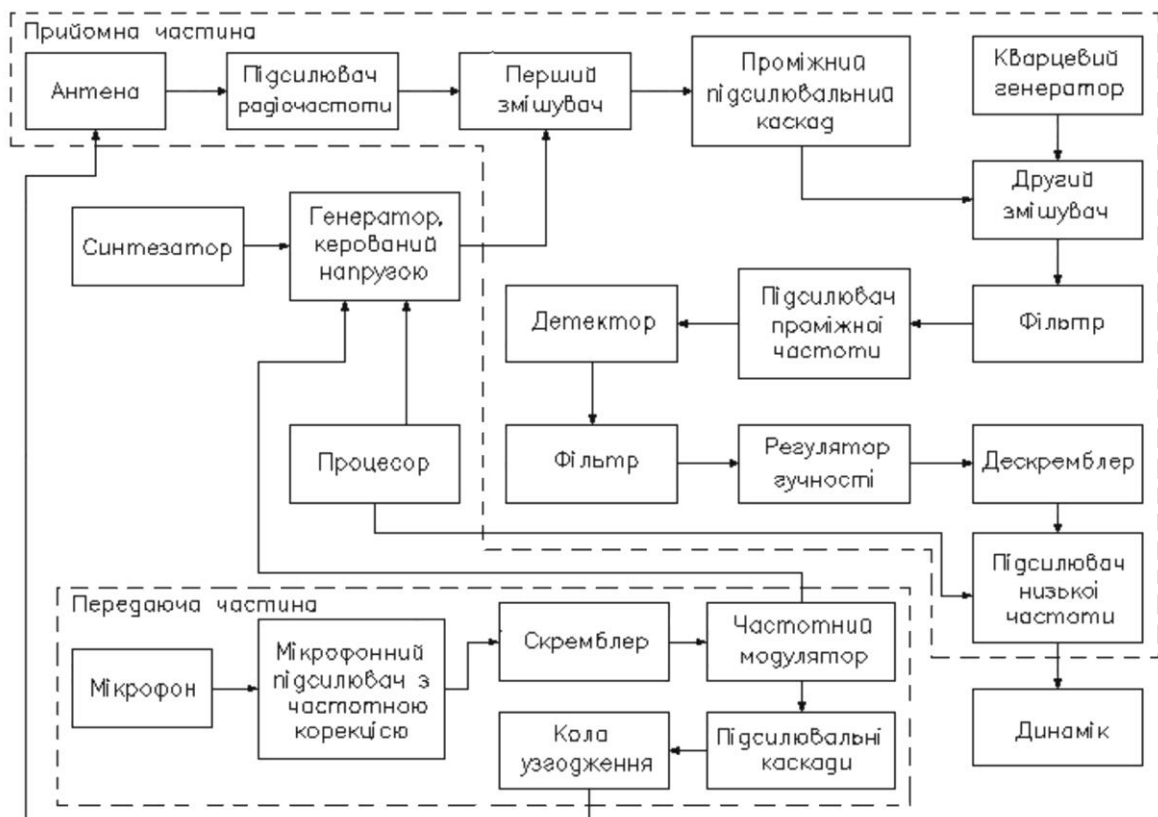 Прийомна частина
Антена
Підсилювач
радіочастоти
Перший
змішувач
Проміжний
підсилювальний
каскад
Кварцевий
генератор
Синтезатор
Генератор,
керований
напругою
Другий
змішувач
Детектор
Підсилювач
проміжної
частоти
Фільтр
Процесор
Фільтр
Регулятор
гучності
Дескремблер
Підсилювач
низької
частоти
Передаюча частина
Мікрофон
Мікрофонний
підсилювач з
частотною
корекцією
Скремблер
Частотний
модулятор
Кола
узгодження
Підсилювальні
каскади
Динамік